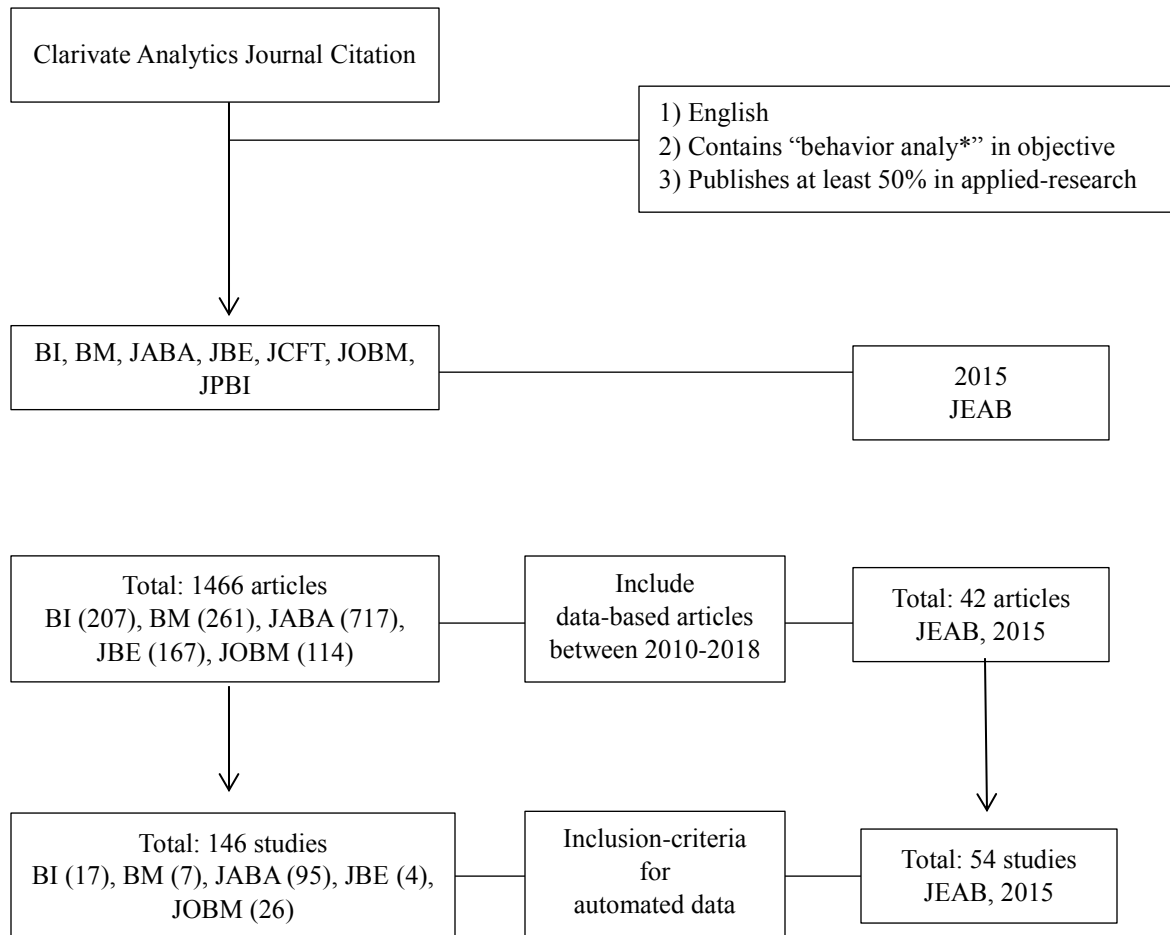 Clarivate Analytics Journal Citation
1) English
2) Contains “behavior analy*” in objective
3) Publishes at least 50% in applied-research
BI, BM, JABA, JBE, JCFT, JOBM,
JPBI
2015
JEAB
Total: 1466 articles
BI (207), BM (261), JABA (717),
JBE (167), JOBM (114)
Include
data-based articles
between 2010-2018
Total: 42 articles
JEAB, 2015
Total: 146 studies
BI (17), BM (7), JABA (95), JBE (4),
JOBM (26)
Inclusion-criteria
for
automated data
Total: 54 studies
JEAB, 2015